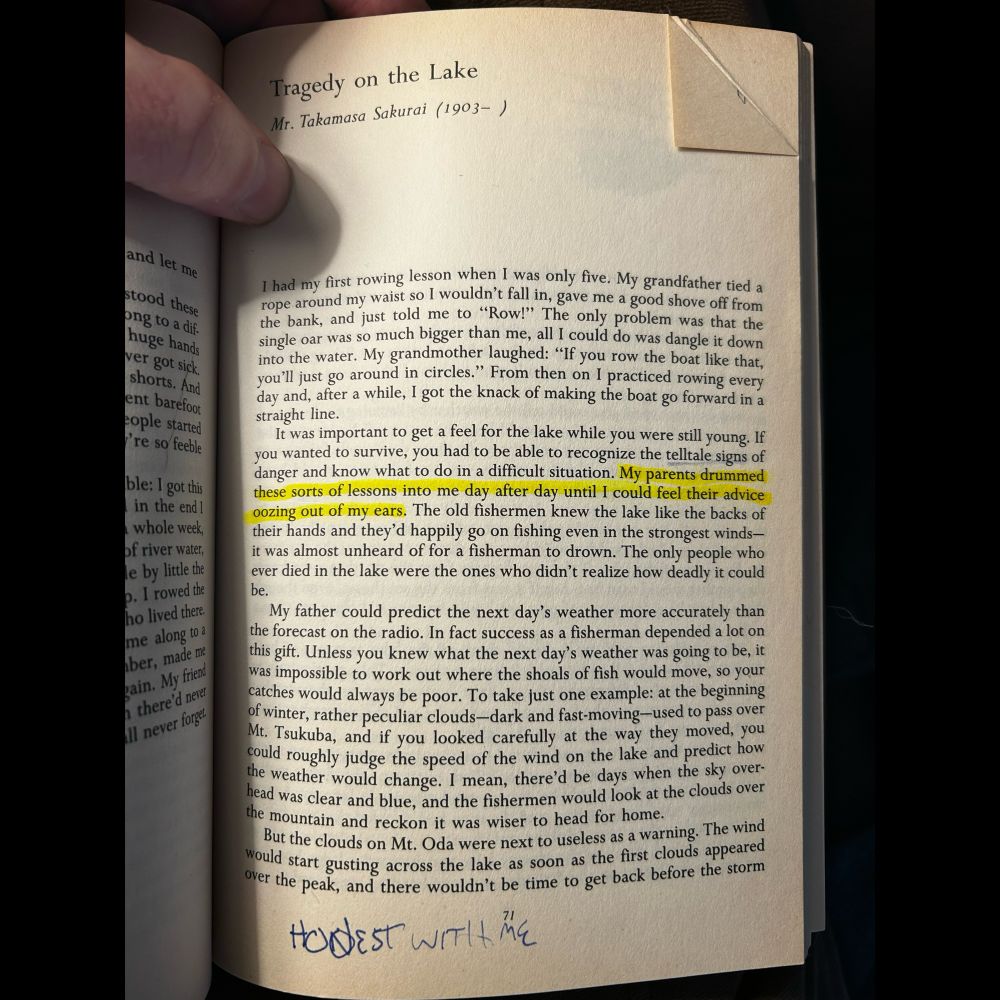 and let me
stood these
ong to a dif-
huge hands
ver got sick.
shorts. And
ent barefoot
eople started
're so feeble
ble: I got this
in the end I
whole week,
of river water,
le by little the
p. I rowed the
ho lived there.
me along to a
ber, made me
gain. My friend
there'd never
ll never forget.
Tragedy on the Lake
Mr. Takamasa Sakurai (1903– )
I had my first rowing lesson when I was only five. My grandfather tied a
rope around my waist so I wouldn't fall in, gave me a good shove off from
the bank, and just told me to “Row!” The only problem was that the
single oar was so much bigger than me, all I could do was dangle it down
into the water. My grandmother laughed: “If you row the boat like that,
you'll just go around in circles.” From then on I practiced rowing every
day and, after a while, I got the knack of making the boat go forward in a
straight line.
It was important to get a feel for the lake while you were still young. If
you wanted to survive, you had to be able to recognize the telltale signs of
danger and know what to do in a difficult situation. My parents drummed
these sorts of lessons into me day after day until I could feel their advice
oozing out of my ears. The old fishermen knew the lake like the backs of
their hands and they'd happily go on fishing even in the strongest winds—
it was almost unheard of for a fisherman to drown. The only people who
ever died in the lake were the ones who didn't realize how deadly it could
be.
My father could predict the next day's weather more accurately than
the forecast on the radio. In fact success as a fisherman depended a lot on
this gift. Unless you knew what the next day's weather was going to be, it
was impossible to work out where the shoals of fish would move, so your
catches would always be poor. To take just one example: at the beginning
of winter, rather peculiar clouds—dark and fast-moving—used to pass over
Mt. Tsukuba, and if you looked carefully at the way they moved, you
could roughly judge the speed of the wind on the lake and predict how
the weather would change. I mean, there'd be days when the sky over-
head was clear and blue, and the fishermen would look at the clouds over
the mountain and reckon it was wiser to head for home.
But the clouds on Mt. Oda were next to useless as a warning. The wind
would start gusting across the lake as soon as the first clouds appeared
over the peak, and there wouldn't be time to get back before the storm
71
HONEST WITH ME